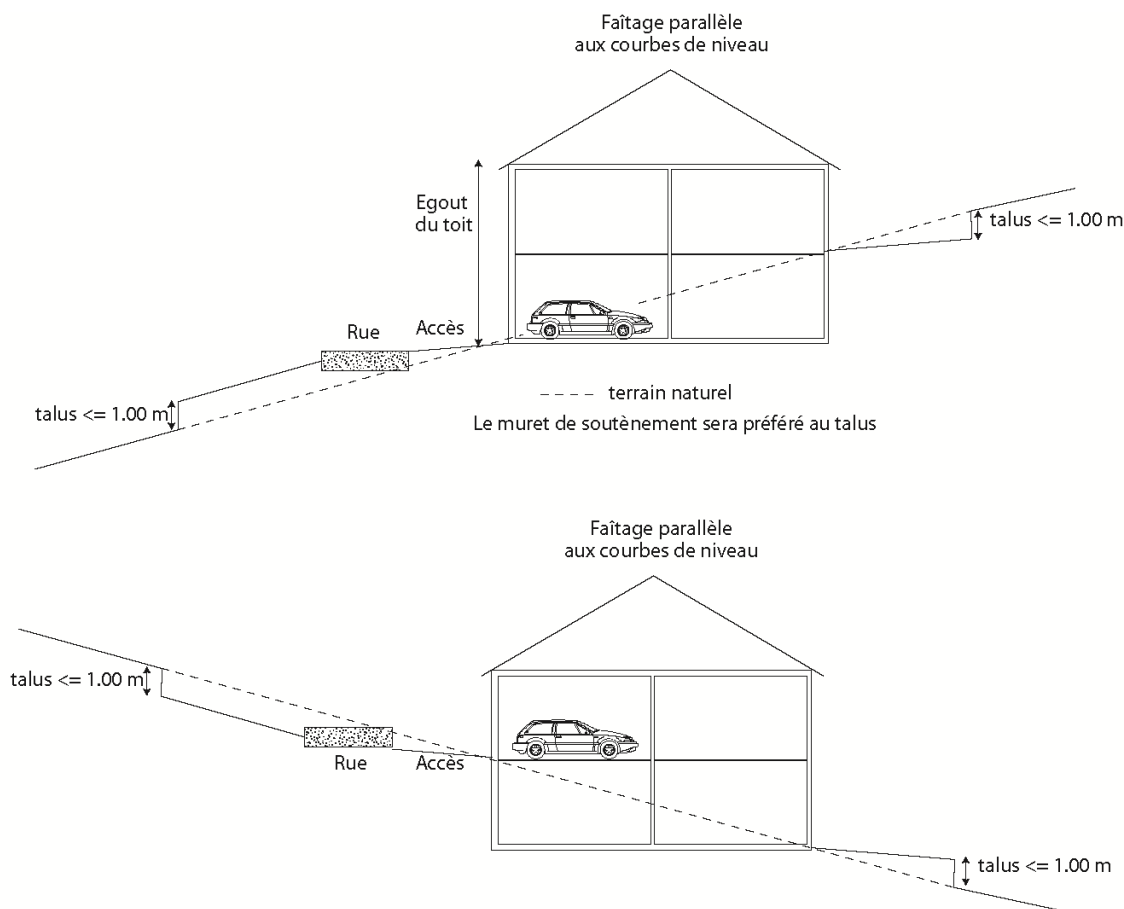 Faîtage parallèle
aux courbes de niveau
Egout
du toit
talus <= 1.00 m
Rue
Accès
talus <= 1.00 m
terrain naturel
Le muret de soutènement sera préféré au talus
Faîtage parallèle
aux courbes de niveau
talus <= 1.00 m
Rue
Accès
talus <= 1.00 m